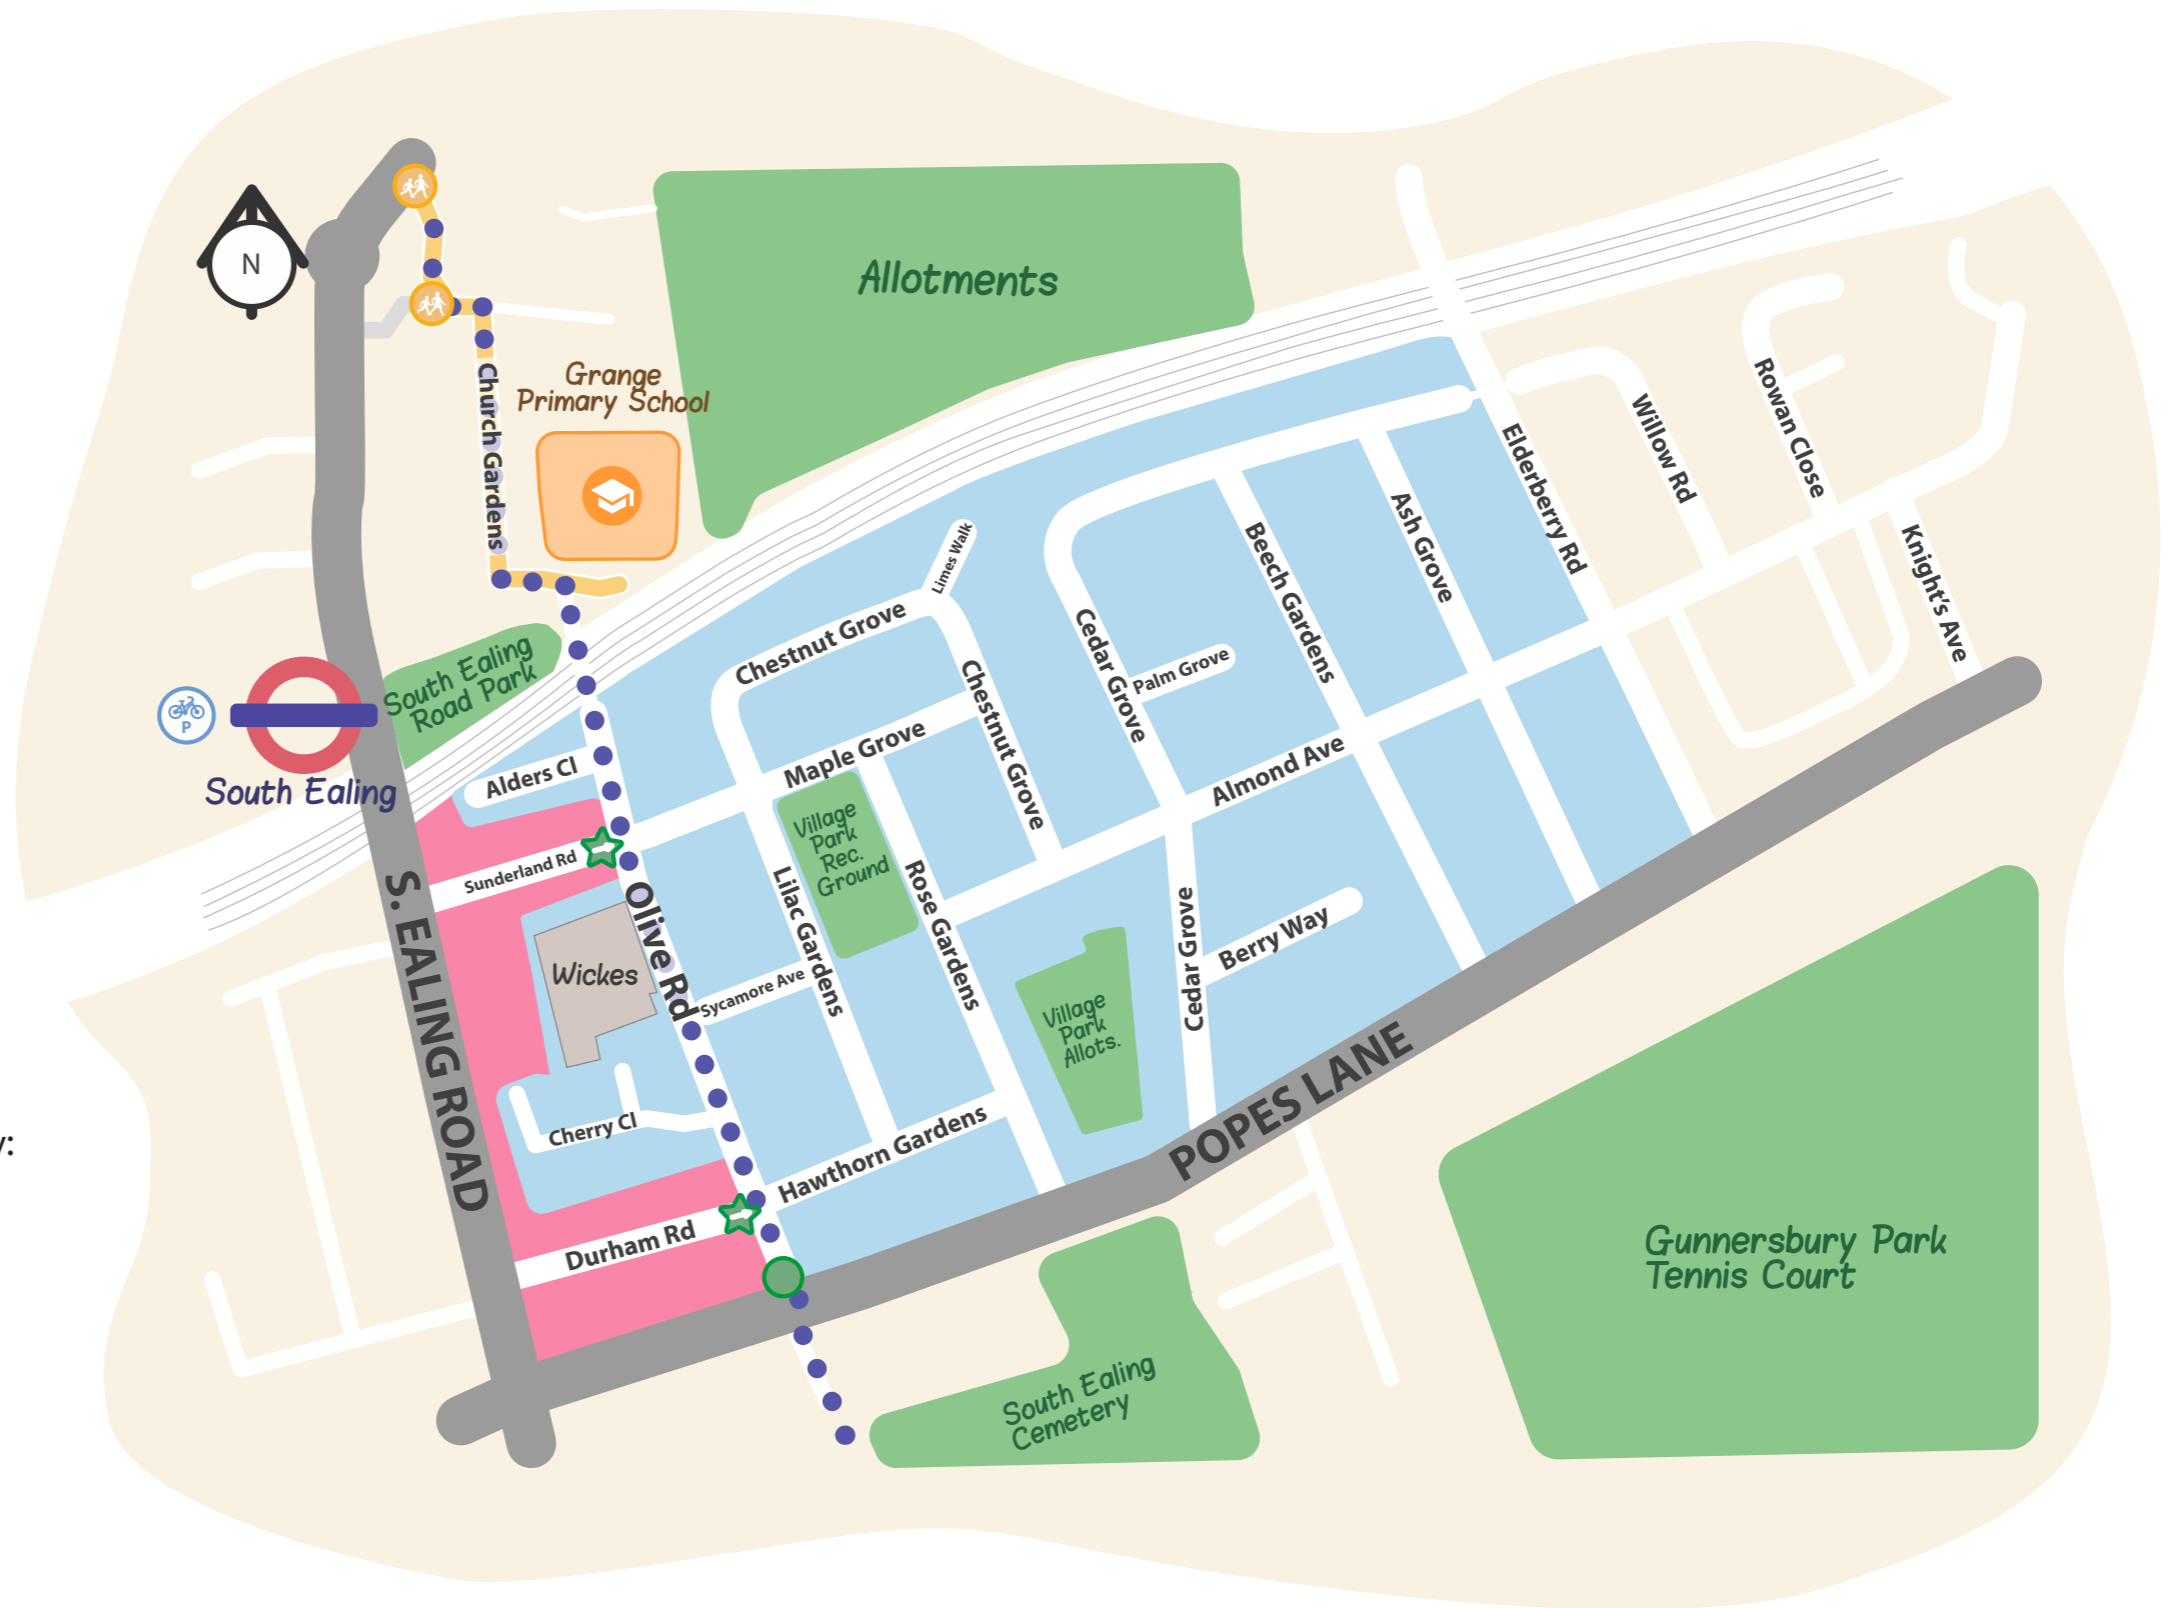 N
Allotments
Grange
Primary School
Church Gardens
South Ealing
Road Park
P
South Ealing
Alders Cl
Sunderland Rd
S. EALING ROAD
Olive Rd
Wickes
Cherry Cl
Durham Rd
Limes Walk
Chestnut Grove
Chestnut Grove
Maple Grove
Village
Park
Rec.
Ground
Lilac Gardens
Rose Gardens
Sycamore Ave
Hawthorn Gardens
Cedar Grove
Palm Grove
Beech Gardens
Ash Grove
Elderberry Rd
Willow Rd
Rowan Close
Knight's Ave
Almond Ave
Cedar Grove
Berry Way
Village
Park
Allots.
POPES LANE
South Ealing
Cemetery
Gunnersbury Park
Tennis Court